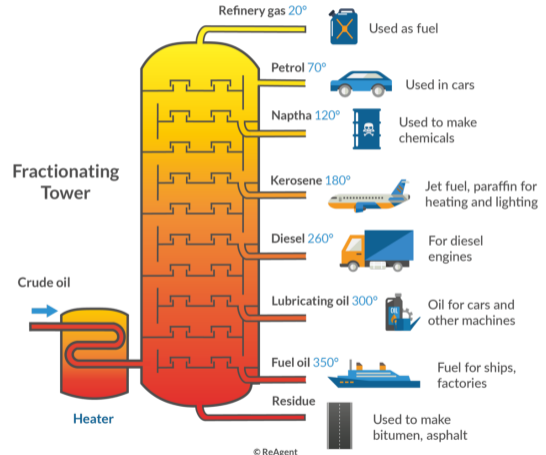 Refinery gas 20°
Used as fuel
Petrol 70°
Used in cars
Naptha 120°
Used to make
chemicals
Fractionating
Tower
Kerosene 180°
Jet fuel, paraffin for
heating and lighting
Diesel 260°
For diesel
engines
Crude oil
Lubricating oil 300°
OIL
Oil for cars and
other machines
Fuel oil 350°
Fuel for ships,
factories
Heater
Residue
Used to make
bitumen, asphalt
© ReAgent